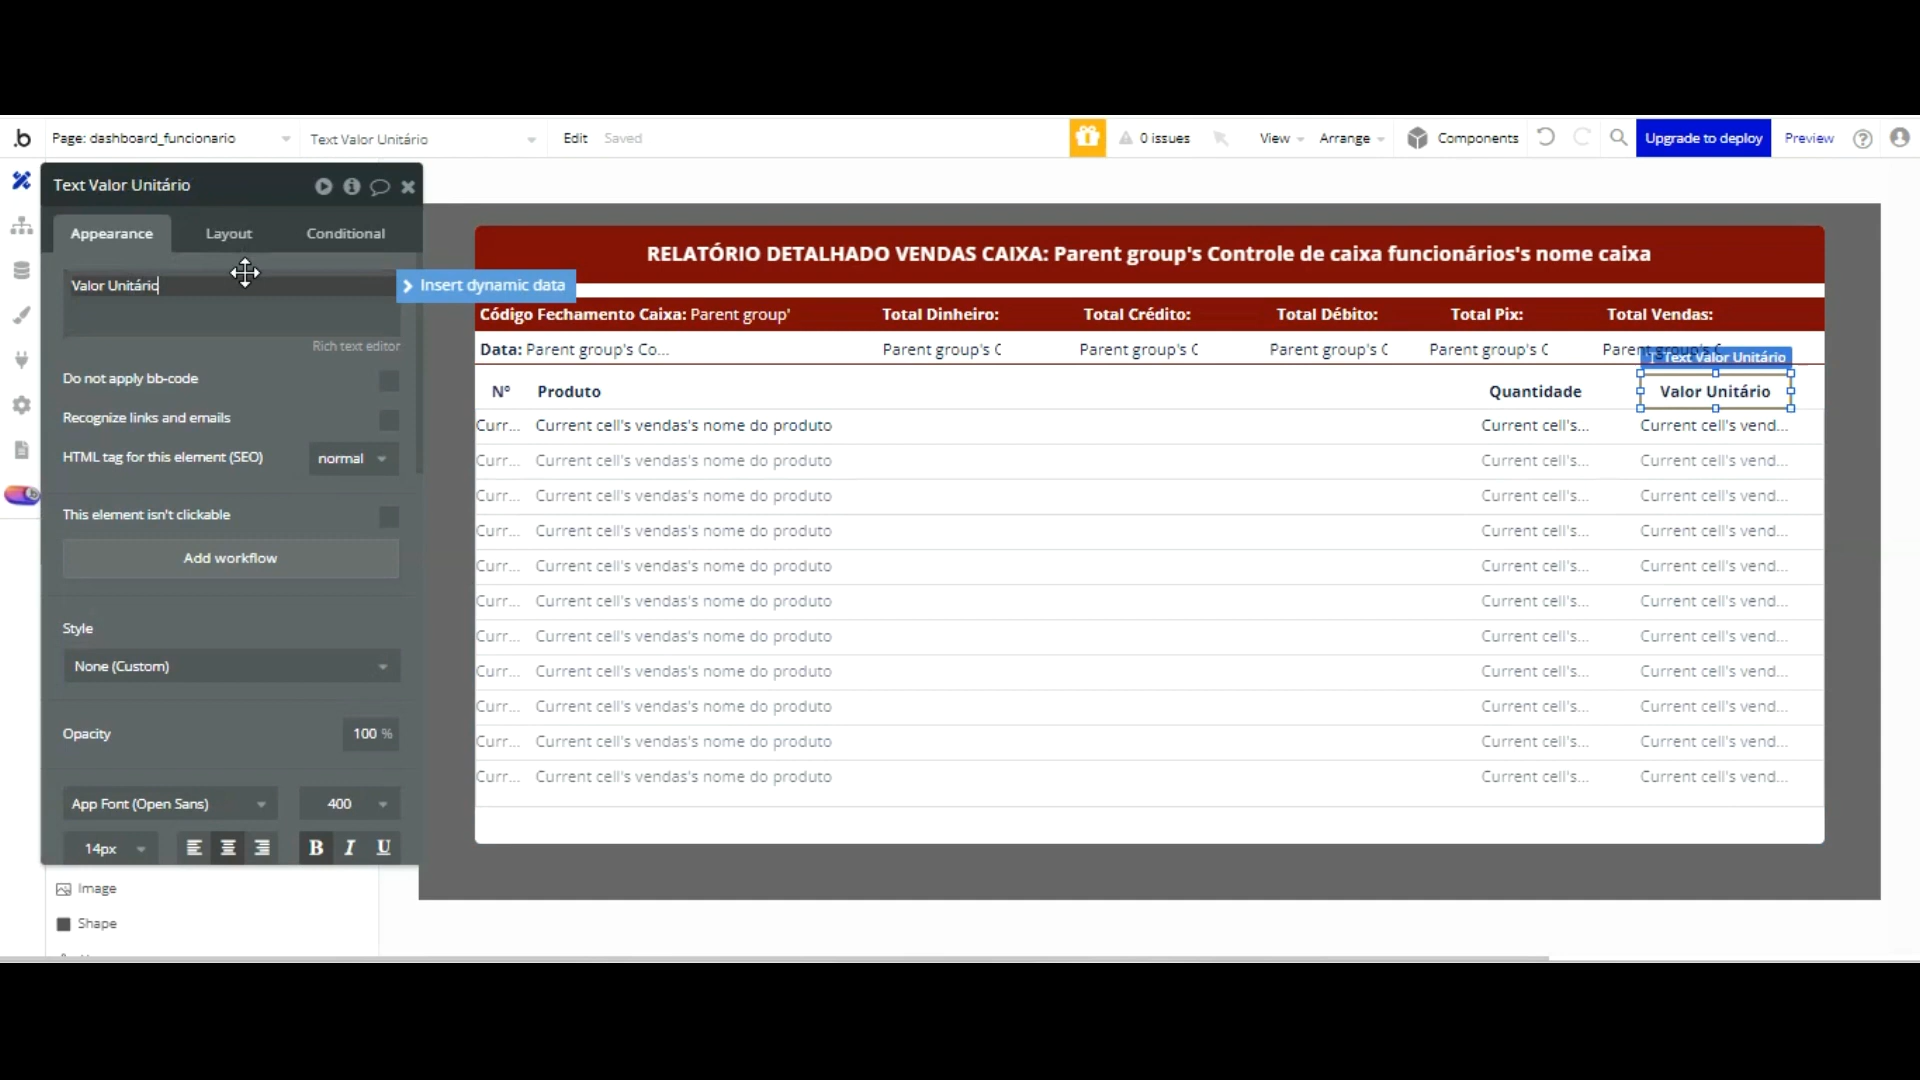 .b Page: dashboard_funcionario Text Valor Unitário Edit Saved 0 issues View Arrange Components Upgrade to deploy Preview
Text Valor Unitário
Appearance Layout Conditional
Valor Unitário
Insert dynamic data
Rich text editor
Do not apply bb-code
Recognize links and emails
HTML tag for this element (SEO) normal
This element isn't clickable
Add workflow
Style
None (Custom)
Opacity 100 %
App Font (Open Sans) 400
14px B I U
Image
Shape
RELATÓRIO DETALHADO VENDAS CAIXA: Parent group's Controle de caixa funcionários's nome caixa
Código Fechamento Caixa: Parent group' Total Dinheiro: Total Crédito: Total Débito: Total Pix: Total Vendas:
Data: Parent group's Co... Parent group's C Parent group's C Parent group's C Parent group's C Parent group's C
Text Valor Unitário
Nº Produto Quantidade Valor Unitário
Curr... Current cell's vendas's nome do produto Current cell's... Current cell's vend...
Curr... Current cell's vendas's nome do produto Current cell's... Current cell's vend...
Curr... Current cell's vendas's nome do produto Current cell's... Current cell's vend...
Curr... Current cell's vendas's nome do produto Current cell's... Current cell's vend...
Curr... Current cell's vendas's nome do produto Current cell's... Current cell's vend...
Curr... Current cell's vendas's nome do produto Current cell's... Current cell's vend...
Curr... Current cell's vendas's nome do produto Current cell's... Current cell's vend...
Curr... Current cell's vendas's nome do produto Current cell's... Current cell's vend...
Curr... Current cell's vendas's nome do produto Current cell's... Current cell's vend...
Curr... Current cell's vendas's nome do produto Current cell's... Current cell's vend...
Curr... Current cell's vendas's nome do produto Current cell's... Current cell's vend...